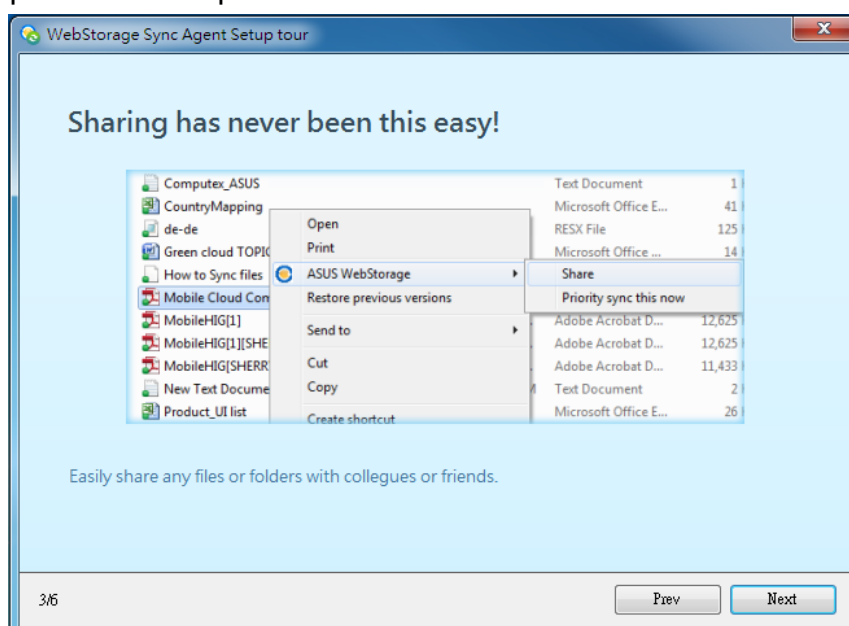 WebStorage Sync Agent Setup tour
Sharing has never been this easy!
Computex_ASUS Text Document 1
CountryMapping Microsoft Office E... 41
de-de Open RESX File 125
Green cloud TOPIC Print Microsoft Office ... 14
How to Sync files ASUS WebStorage Share
Mobile Cloud Con Restore previous versions Priority sync this now
MobileHIG[1] Send to Adobe Acrobat D... 12,625
MobileHIG[1][SHE Adobe Acrobat D... 12,625
MobileHIG[SHERR Cut Adobe Acrobat D... 11,433
New Text Docume Copy Text Document 2
Product_UI list Create shortcut Microsoft Office E... 26
Easily share any files or folders with collegues or friends.
3/6 Prev Next